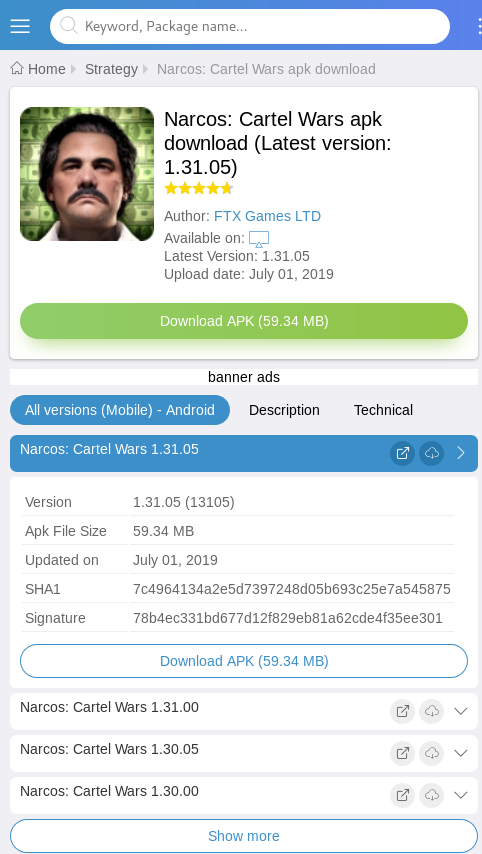 Keyword, Package name...
Home Strategy Narcos: Cartel Wars apk download
Narcos: Cartel Wars apk
download (Latest version:
1.31.05)
Author: FTX Games LTD
Available on:
Latest Version: 1.31.05
Upload date: July 01, 2019
Download APK (59.34 MB)
banner ads
All versions (Mobile) - Android Description Technical
Narcos: Cartel Wars 1.31.05
Version 1.31.05 (13105)
Apk File Size 59.34 MB
Updated on July 01, 2019
SHA1 7c4964134a2e5d7397248d05b693c25e7a545875
Signature 78b4ec331bd677d12f829eb81a62cde4f35ee301
Download APK (59.34 MB)
Narcos: Cartel Wars 1.31.00
Narcos: Cartel Wars 1.30.05
Narcos: Cartel Wars 1.30.00
Show more